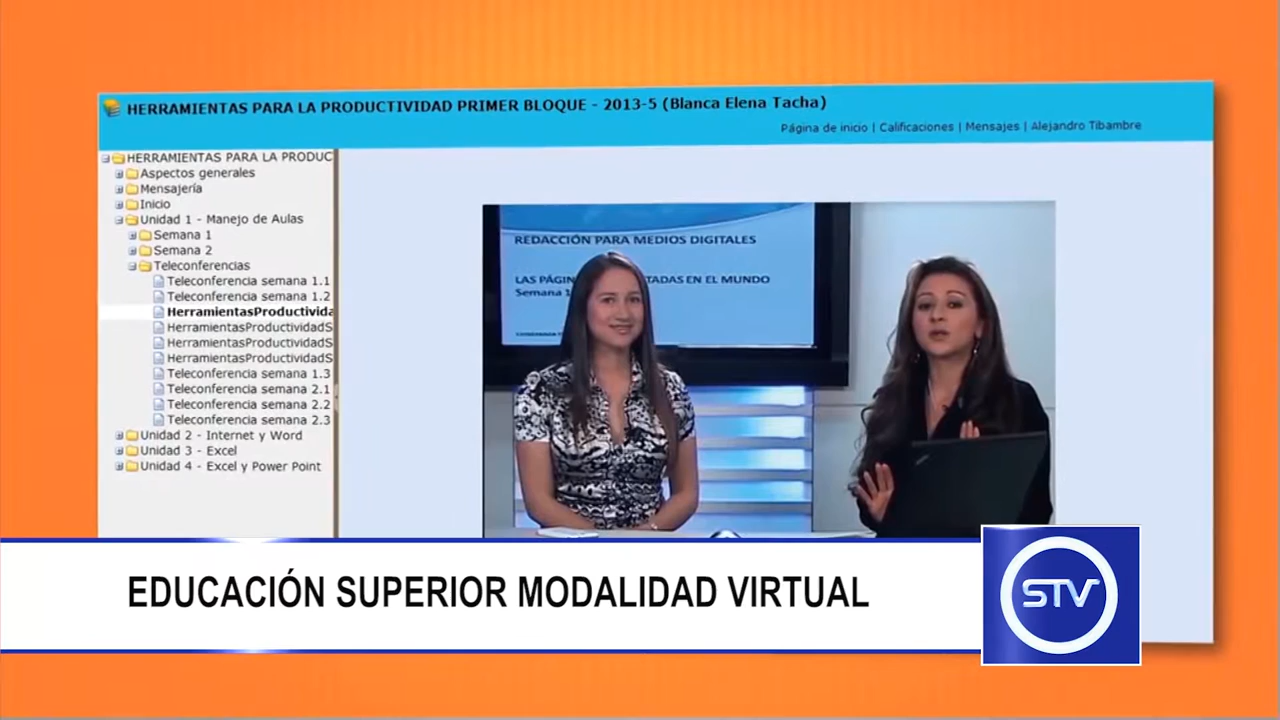 HERRAMIENTAS PARA LA PRODUCTIVIDAD PRIMER BLOQUE - 2013-5 (Blanca Elena Tacha)
Página de inicio | Calificaciones | Mensajes | Alejandro Tibambre
HERRAMIENTAS PARA LA PRODUC
Aspectos generales
Mensajería
Inicio
Unidad 1 - Manejo de Aulas
Semana 1
Semana 2
Teleconferencias
Teleconferencia semana 1.1
Teleconferencia semana 1.2
HerramientasProductivida
HerramientasProductividadS
HerramientasProductividadS
HerramientasProductividadS
Teleconferencia semana 1.3
Teleconferencia semana 2.1
Teleconferencia semana 2.2
Teleconferencia semana 2.3
Unidad 2 - Internet y Word
Unidad 3 - Excel
Unidad 4 - Excel y Power Point
REDACCIÓN PARA MEDIOS DIGITALES
LAS PÁGIN TADAS EN EL MUNDO
Semana 1
EDUCACIÓN SUPERIOR MODALIDAD VIRTUAL
STV